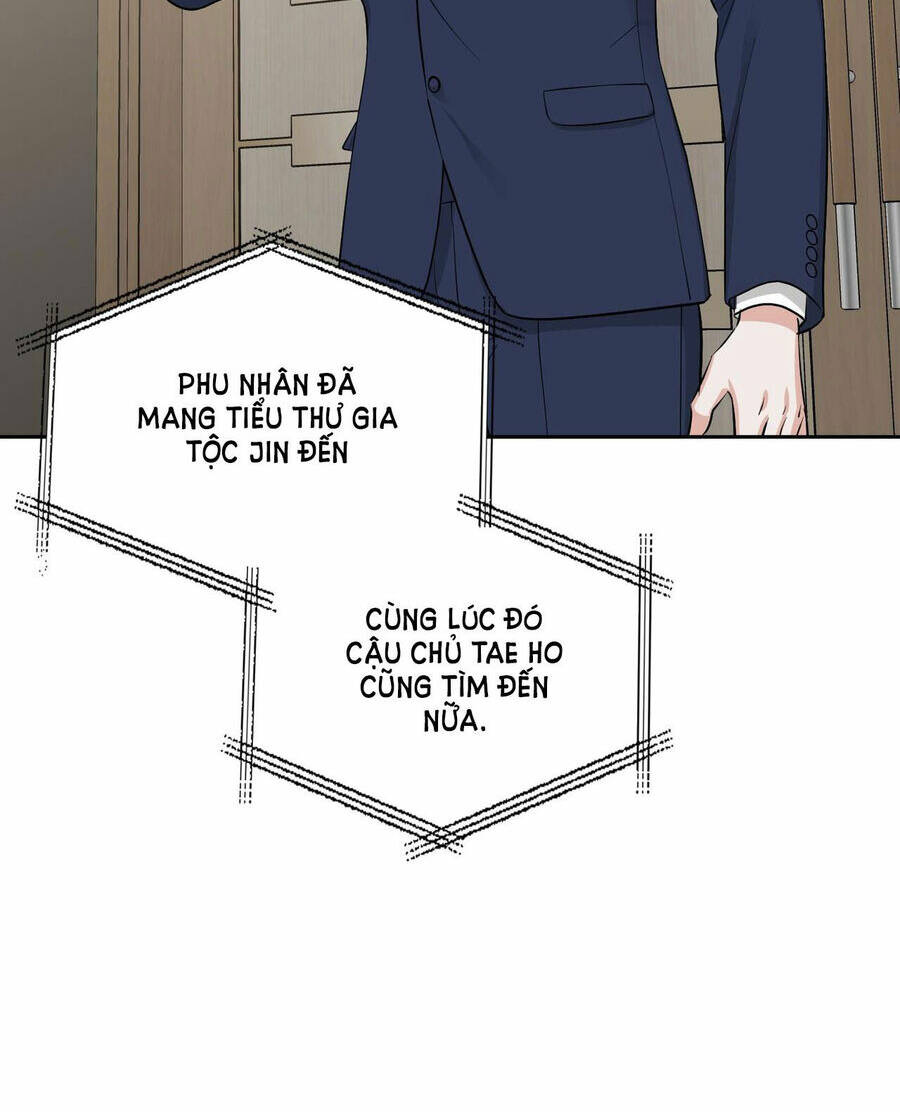 PHU NHÂN ĐÃ
MANG TIỂU THƯ GIA
TỘC JIN ĐẾN
CÙNG LÚC ĐÓ
CẬU CHỦ TAE HO
CŨNG TÌM ĐẾN
NỮA.